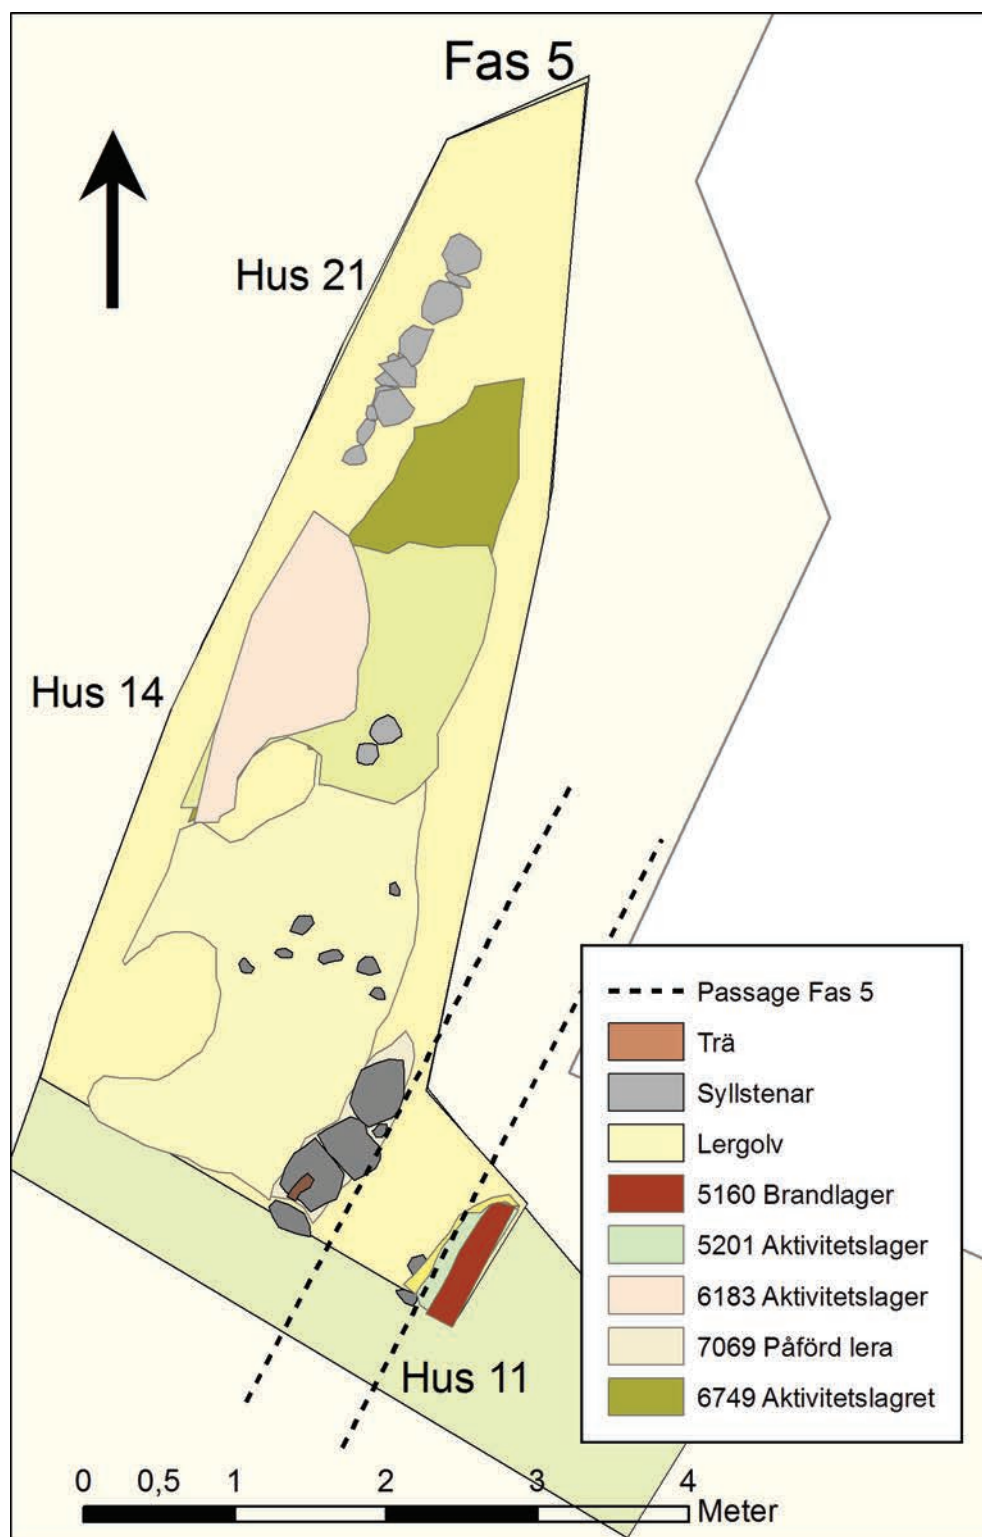 Fas 5
Hus 21
Hus 14
Passage Fas 5
Trä
Syllstenar
Lergolv
5160 Brandlager
5201 Aktivitetslager
6183 Aktivitetslager
7069 Påförd lera
6749 Aktivitetslagret
Hus 11
0 0,5 1 2 3 4
Meter